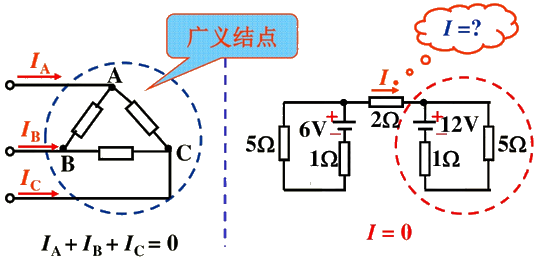 广义结点
I_A
A
I_B
B
C
I_C
I_A + I_B + I_C = 0
I =?
I
2Ω
5Ω
6V
+
−
1Ω
+
−
12V
1Ω
5Ω
I = 0